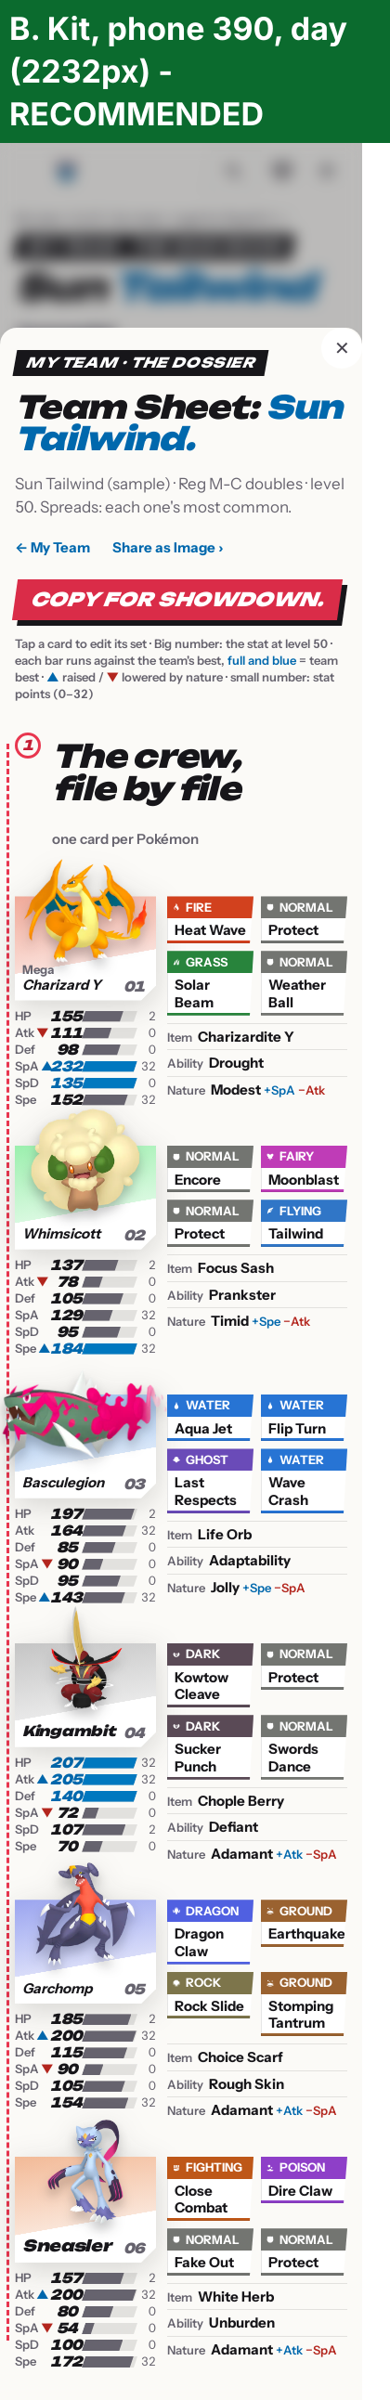 B. Kit, phone 390, day
(2232px) -
RECOMMENDED
Sun Tailwind
MY TEAM · THE DOSSIER
Team Sheet: Sun
Tailwind.
Sun Tailwind (sample) · Reg M-C doubles · level
50. Spreads: each one's most common.
← My Team Share as Image ›
COPY FOR SHOWDOWN.
Tap a card to edit its set · Big number: the stat at level 50 ·
each bar runs against the team's best, full and blue = team
best · ▲ raised / ▼ lowered by nature · small number: stat
points (0–32)
1
The crew,
file by file
one card per Pokémon
Mega
Charizard Y 01
HP 155 2
Atk ▼ 111 0
Def 98 0
SpA ▲ 232 32
SpD 135 0
Spe 152 32
FIRE
Heat Wave
NORMAL
Protect
GRASS
Solar
Beam
NORMAL
Weather
Ball
Item Charizardite Y
Ability Drought
Nature Modest +SpA −Atk
Whimsicott 02
HP 137 2
Atk ▼ 78 0
Def 105 0
SpA 129 32
SpD 95 0
Spe ▲ 184 32
NORMAL
Encore
FAIRY
Moonblast
NORMAL
Protect
FLYING
Tailwind
Item Focus Sash
Ability Prankster
Nature Timid +Spe −Atk
Basculegion 03
HP 197 2
Atk 164 32
Def 85 0
SpA ▼ 90 0
SpD 95 0
Spe ▲ 143 32
WATER
Aqua Jet
WATER
Flip Turn
GHOST
Last
Respects
WATER
Wave
Crash
Item Life Orb
Ability Adaptability
Nature Jolly +Spe −SpA
Kingambit 04
HP 207 32
Atk ▲ 205 32
Def 140 0
SpA ▼ 72 0
SpD 107 2
Spe 70 0
DARK
Kowtow
Cleave
NORMAL
Protect
DARK
Sucker
Punch
NORMAL
Swords
Dance
Item Chople Berry
Ability Defiant
Nature Adamant +Atk −SpA
Garchomp 05
HP 185 2
Atk ▲ 200 32
Def 115 0
SpA ▼ 90 0
SpD 105 0
Spe 154 32
DRAGON
Dragon
Claw
GROUND
Earthquake
ROCK
Rock Slide
GROUND
Stomping
Tantrum
Item Choice Scarf
Ability Rough Skin
Nature Adamant +Atk −SpA
Sneasler 06
HP 157 2
Atk ▲ 200 32
Def 80 0
SpA ▼ 54 0
SpD 100 0
Spe 172 32
FIGHTING
Close
Combat
POISON
Dire Claw
NORMAL
Fake Out
NORMAL
Protect
Item White Herb
Ability Unburden
Nature Adamant +Atk −SpA